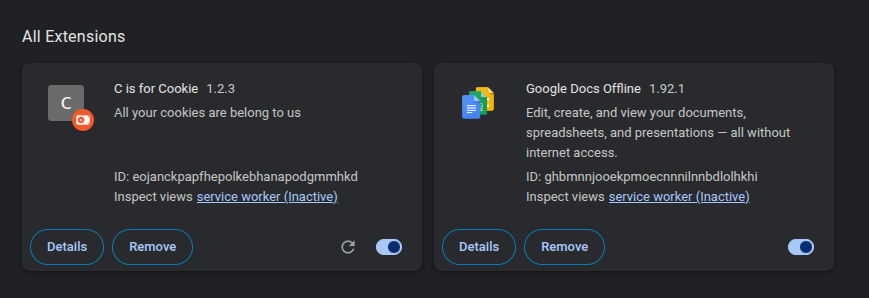 All Extensions
C
C is for Cookie 1.2.3
All your cookies are belong to us
ID: eojanckpapfhepolkebhanapodgmmhkd
Inspect views service worker (Inactive)
Details
Remove
Google Docs Offline 1.92.1
Edit, create, and view your documents,
spreadsheets, and presentations — all without
internet access.
ID: ghbmnnjooekpmoecnnnilnnbdlolhkhi
Inspect views service worker (Inactive)
Details
Remove